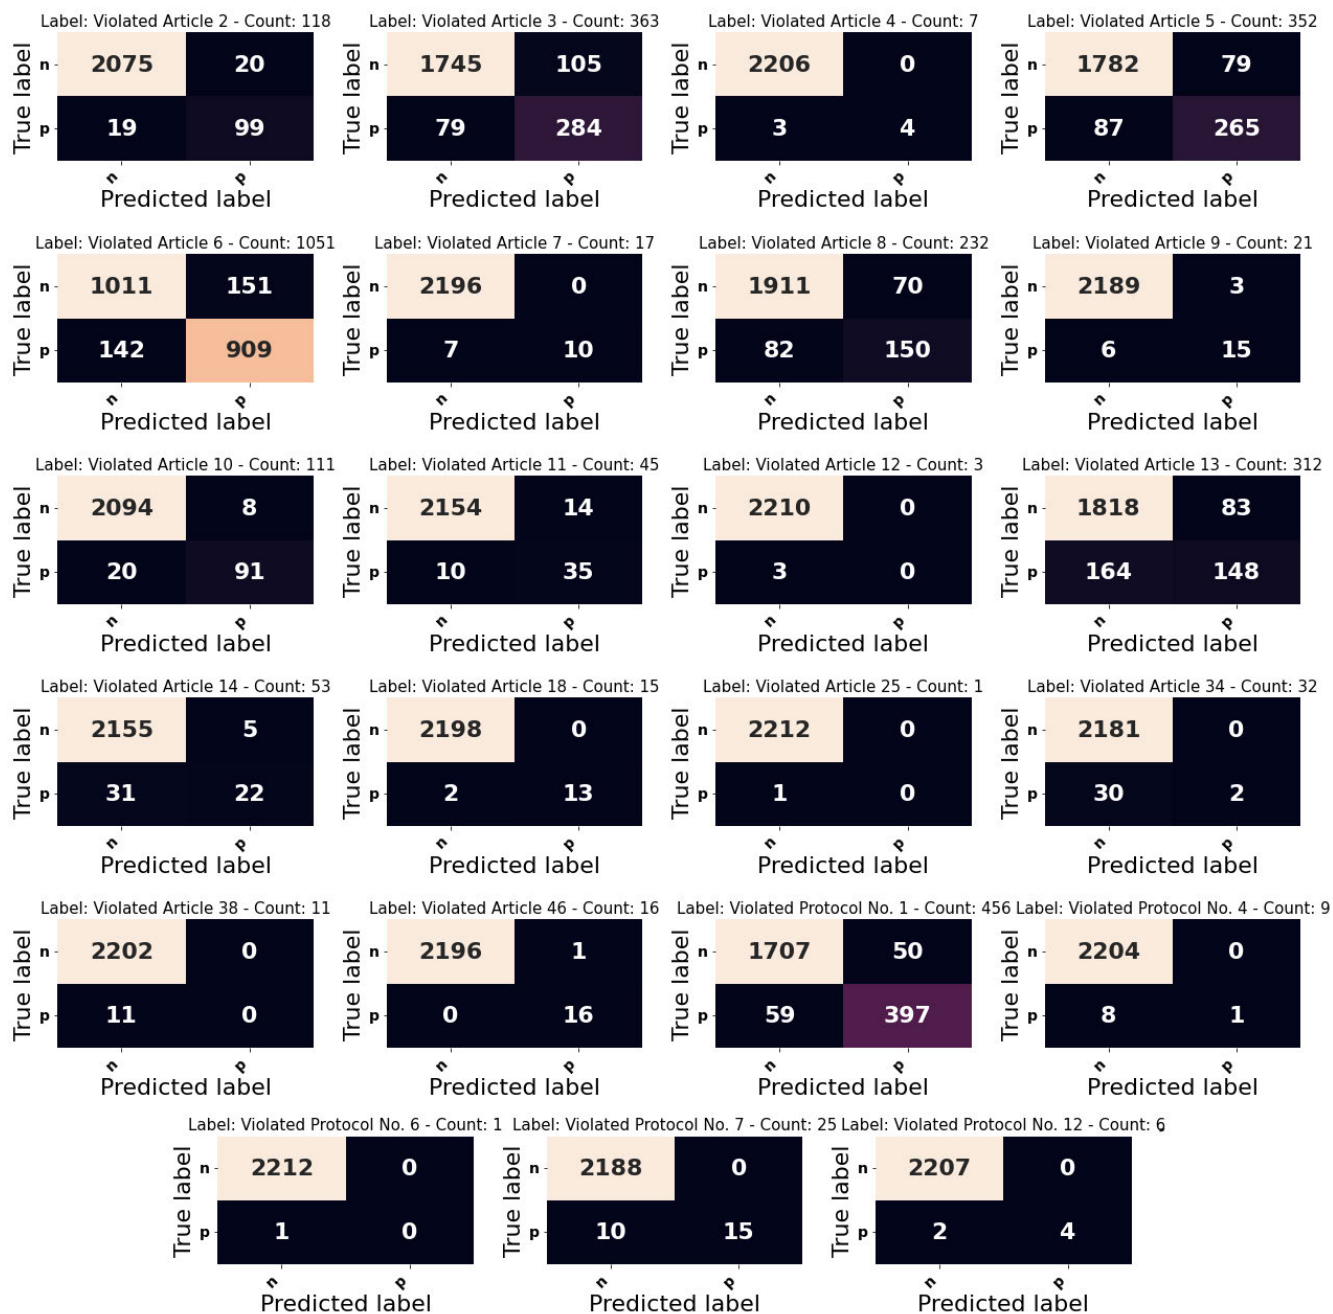 Label: Violated Article 2 - Count: 118
True label
n 2075 20
p 19 99
n p
Predicted label
Label: Violated Article 3 - Count: 363
True label
n 1745 105
p 79 284
n p
Predicted label
Label: Violated Article 4 - Count: 7
True label
n 2206 0
p 3 4
n p
Predicted label
Label: Violated Article 5 - Count: 352
True label
n 1782 79
p 87 265
n p
Predicted label
Label: Violated Article 6 - Count: 1051
True label
n 1011 151
p 142 909
n p
Predicted label
Label: Violated Article 7 - Count: 17
True label
n 2196 0
p 7 10
n p
Predicted label
Label: Violated Article 8 - Count: 232
True label
n 1911 70
p 82 150
n p
Predicted label
Label: Violated Article 9 - Count: 21
True label
n 2189 3
p 6 15
n p
Predicted label
Label: Violated Article 10 - Count: 111
True label
n 2094 8
p 20 91
n p
Predicted label
Label: Violated Article 11 - Count: 45
True label
n 2154 14
p 10 35
n p
Predicted label
Label: Violated Article 12 - Count: 3
True label
n 2210 0
p 3 0
n p
Predicted label
Label: Violated Article 13 - Count: 312
True label
n 1818 83
p 164 148
n p
Predicted label
Label: Violated Article 14 - Count: 53
True label
n 2155 5
p 31 22
n p
Predicted label
Label: Violated Article 18 - Count: 15
True label
n 2198 0
p 2 13
n p
Predicted label
Label: Violated Article 25 - Count: 1
True label
n 2212 0
p 1 0
n p
Predicted label
Label: Violated Article 34 - Count: 32
True label
n 2181 0
p 30 2
n p
Predicted label
Label: Violated Article 38 - Count: 11
True label
n 2202 0
p 11 0
n p
Predicted label
Label: Violated Article 46 - Count: 16
True label
n 2196 1
p 0 16
n p
Predicted label
Label: Violated Protocol No. 1 - Count: 456
True label
n 1707 50
p 59 397
n p
Predicted label
Label: Violated Protocol No. 4 - Count: 9
True label
n 2204 0
p 8 1
n p
Predicted label
Label: Violated Protocol No. 6 - Count: 1
True label
n 2212 0
p 1 0
n p
Predicted label
Label: Violated Protocol No. 7 - Count: 25
True label
n 2188 0
p 10 15
n p
Predicted label
Label: Violated Protocol No. 12 - Count: 6
True label
n 2207 0
p 2 4
n p
Predicted label